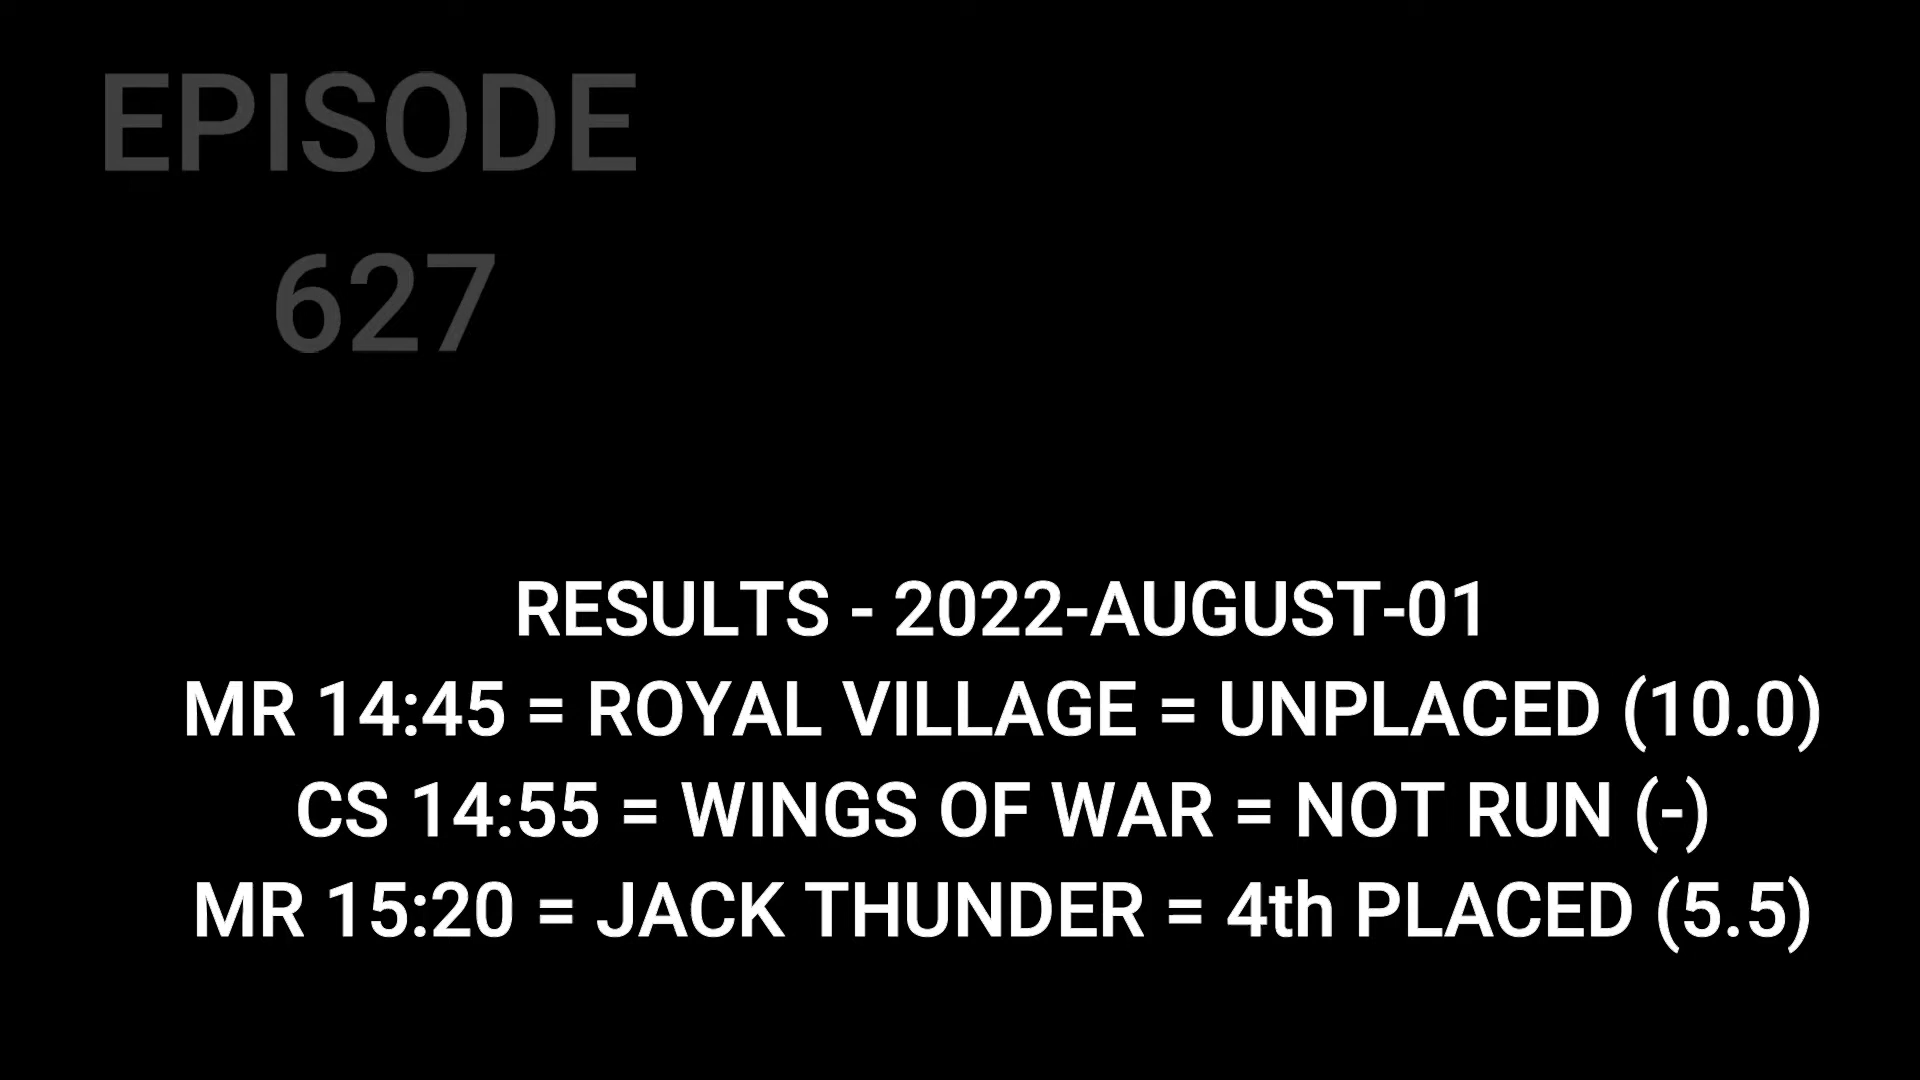 EPISODE
627
RESULTS - 2022-AUGUST-01
MR 14:45 = ROYAL VILLAGE = UNPLACED (10.0)
CS 14:55 = WINGS OF WAR = NOT RUN (-)
MR 15:20 = JACK THUNDER = 4th PLACED (5.5)